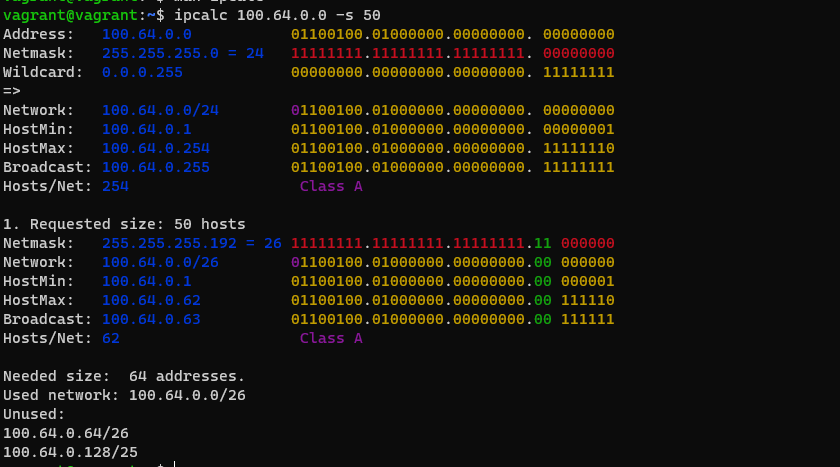 vagrant@vagrant:~$ ipcalc 100.64.0.0 -s 50
Address:   100.64.0.0           01100100.01000000.00000000. 00000000
Netmask:   255.255.255.0 = 24   11111111.11111111.11111111. 00000000
Wildcard:  0.0.0.255            00000000.00000000.00000000. 11111111
=>
Network:   100.64.0.0/24        01100100.01000000.00000000. 00000000
HostMin:   100.64.0.1           01100100.01000000.00000000. 00000001
HostMax:   100.64.0.254         01100100.01000000.00000000. 11111110
Broadcast: 100.64.0.255         01100100.01000000.00000000. 11111111
Hosts/Net: 254                   Class A
1. Requested size: 50 hosts
Netmask:   255.255.255.192 = 26 11111111.11111111.11111111.11 000000
Network:   100.64.0.0/26        01100100.01000000.00000000.00 000000
HostMin:   100.64.0.1           01100100.01000000.00000000.00 000001
HostMax:   100.64.0.62          01100100.01000000.00000000.00 111110
Broadcast: 100.64.0.63          01100100.01000000.00000000.00 111111
Hosts/Net: 62                    Class A
Needed size:  64 addresses.
Used network: 100.64.0.0/26
Unused:
100.64.0.64/26
100.64.0.128/25